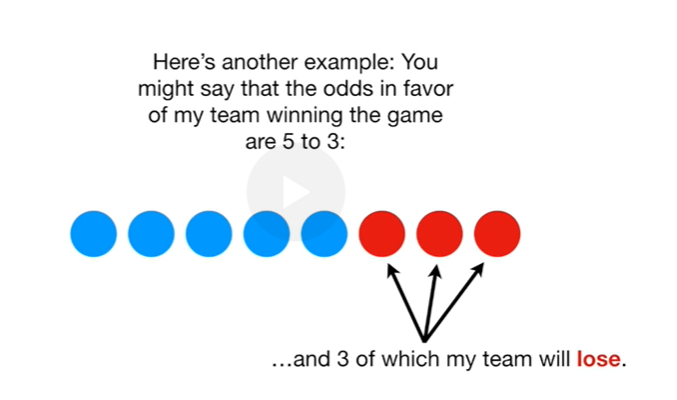 Here's another example: You
might say that the odds in favor
of my team winning the game
are 5 to 3:
...and 3 of which my team will lose.